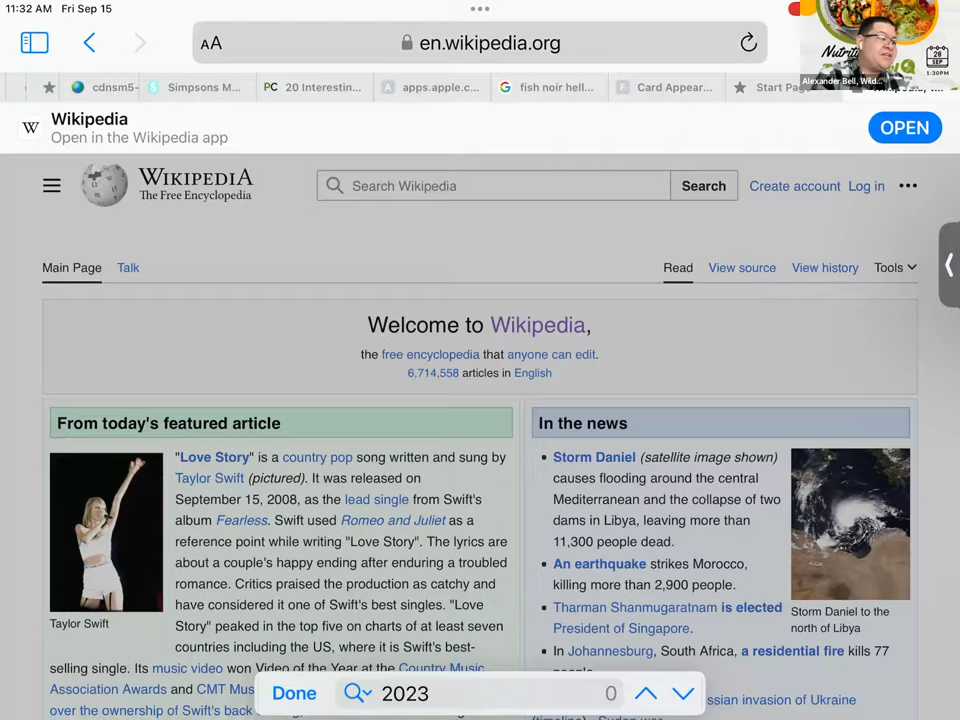 11:32 AM Fri Sep 15
AA
en.wikipedia.org
cdnsm5-
S Simpsons M...
PC 20 Interestin...
A apps.apple.c...
G fish noir hell...
F Card Appear...
Start Pag
Alexander Bell, Wild...
28
SEP
1:30PM
W Wikipedia
Open in the Wikipedia app
OPEN
WIKIPEDIA
The Free Encyclopedia
Search Wikipedia
Search
Create account Log in
Main Page Talk
Read View source View history Tools
Welcome to Wikipedia,
the free encyclopedia that anyone can edit.
6,714,558 articles in English
From today's featured article
"Love Story" is a country pop song written and sung by
Taylor Swift (pictured). It was released on
September 15, 2008, as the lead single from Swift's
album Fearless. Swift used Romeo and Juliet as a
reference point while writing "Love Story". The lyrics are
about a couple's happy ending after enduring a troubled
romance. Critics praised the production as catchy and
have considered it one of Swift's best singles. "Love
Story" peaked in the top five on charts of at least seven
countries including the US, where it is Swift's best-
selling single. Its music video won Video of the Year at the Country Music
Association Awards and CMT Mus
over the ownership of Swift's back
Taylor Swift
In the news
Storm Daniel (satellite image shown)
causes flooding around the central
Mediterranean and the collapse of two
dams in Libya, leaving more than
11,300 people dead.
An earthquake strikes Morocco,
killing more than 2,900 people.
Tharman Shanmugaratnam is elected
President of Singapore.
In Johannesburg, South Africa, a residential fire kills 77
people.
ssian invasion of Ukraine
(timeline)
Storm Daniel to the
north of Libya
Done
2023
0